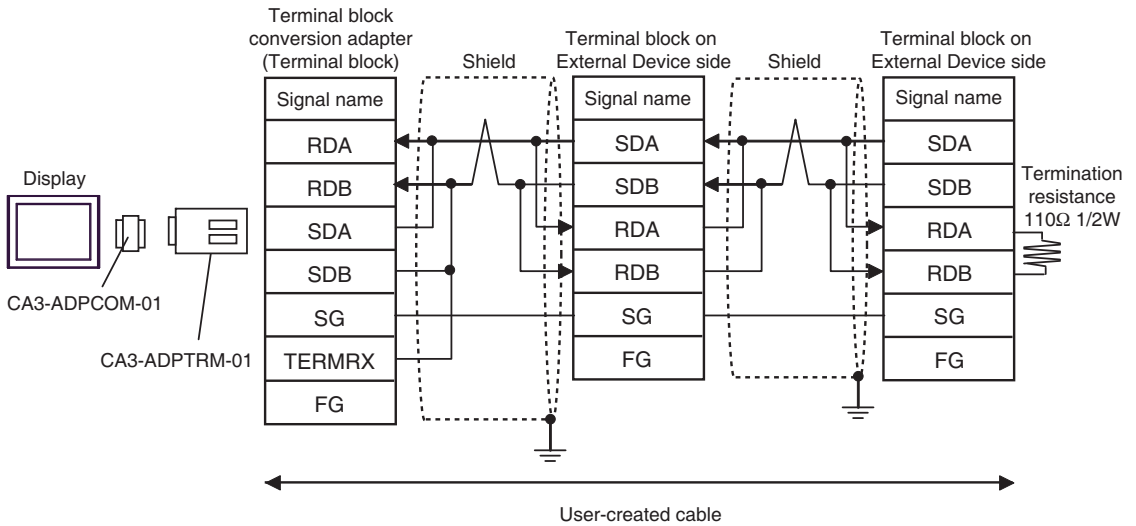 Terminal block
conversion adapter
(Terminal block)
Shield
Terminal block on
External Device side
Shield
Terminal block on
External Device side
Signal name
RDA
RDB
SDA
SDB
SG
TERMRX
FG
Signal name
SDA
SDB
RDA
RDB
SG
FG
Signal name
SDA
SDB
RDA
RDB
SG
FG
Display
CA3-ADPCOM-01
CA3-ADPTRM-01
Termination
resistance
110Ω 1/2W
User-created cable